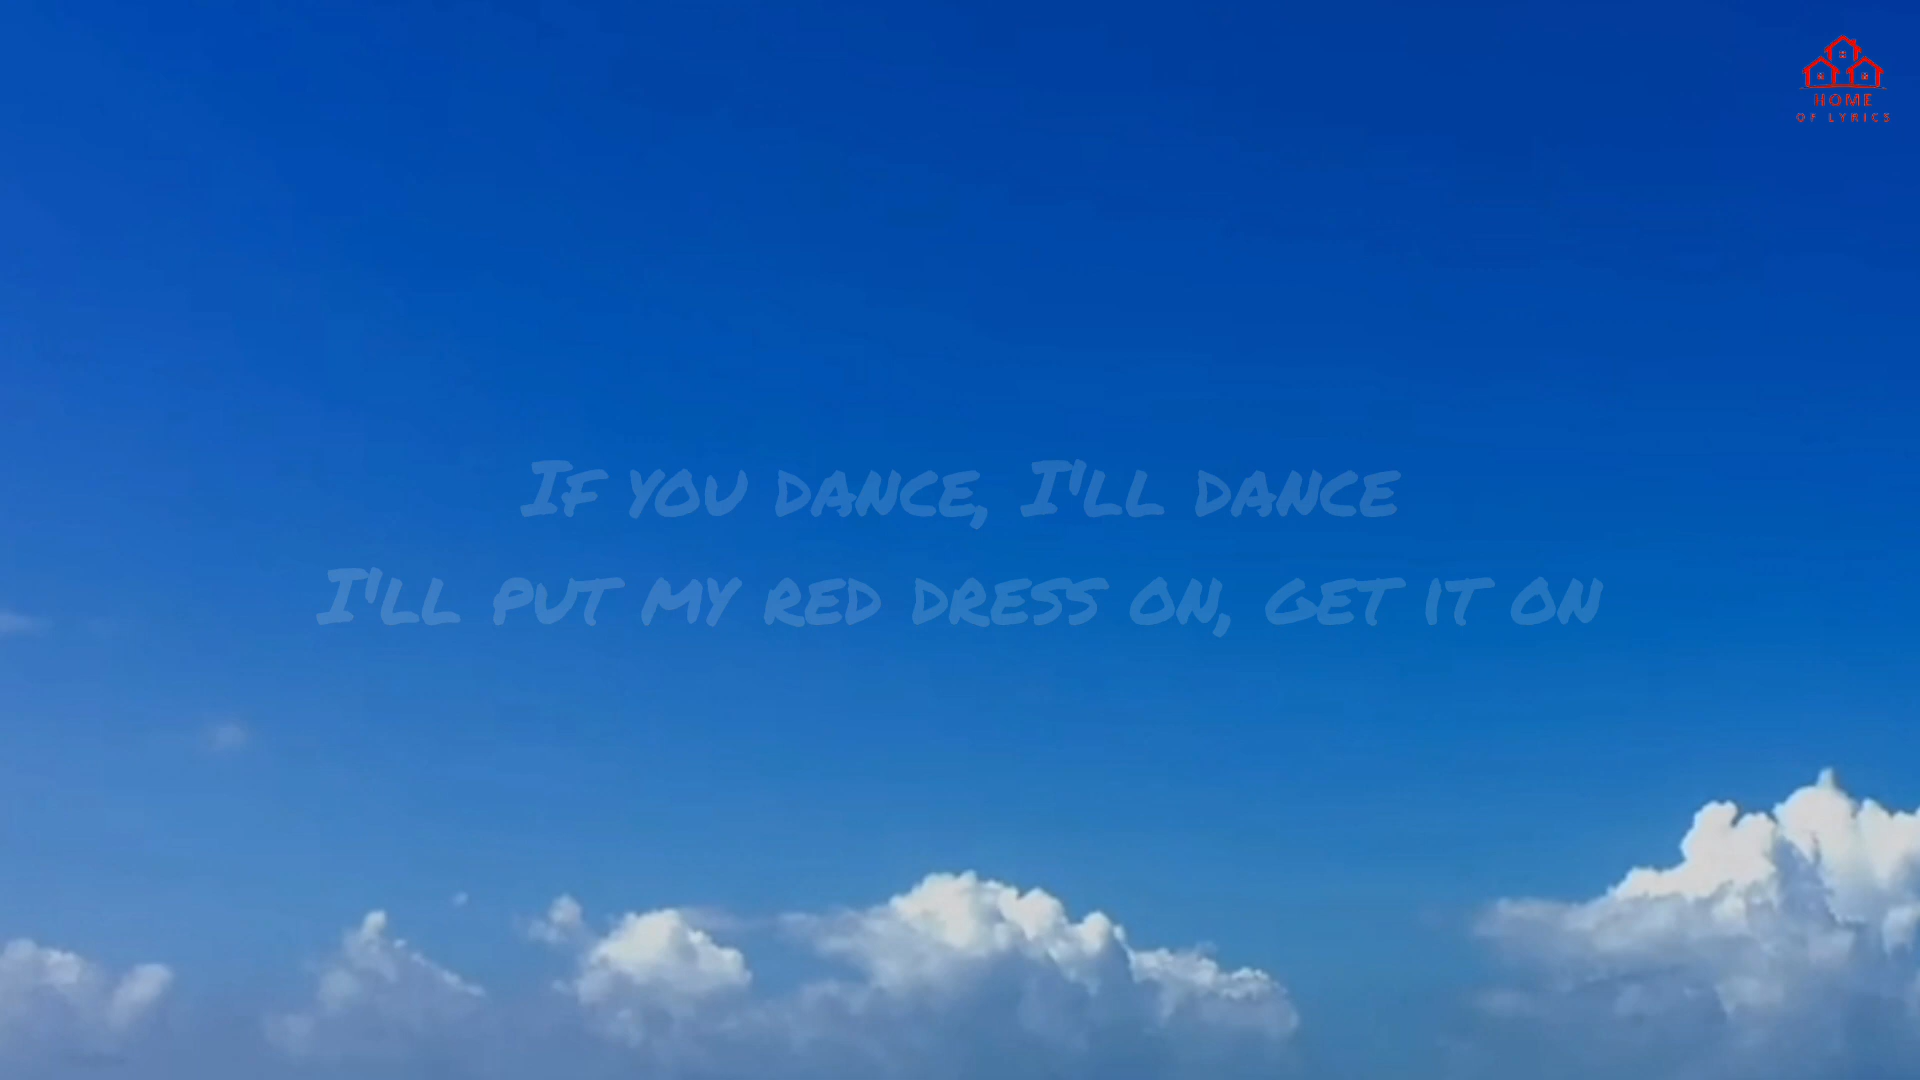 HOME
OF LYRICS
If you dance, I'll dance
I'll put my red dress on, get it on